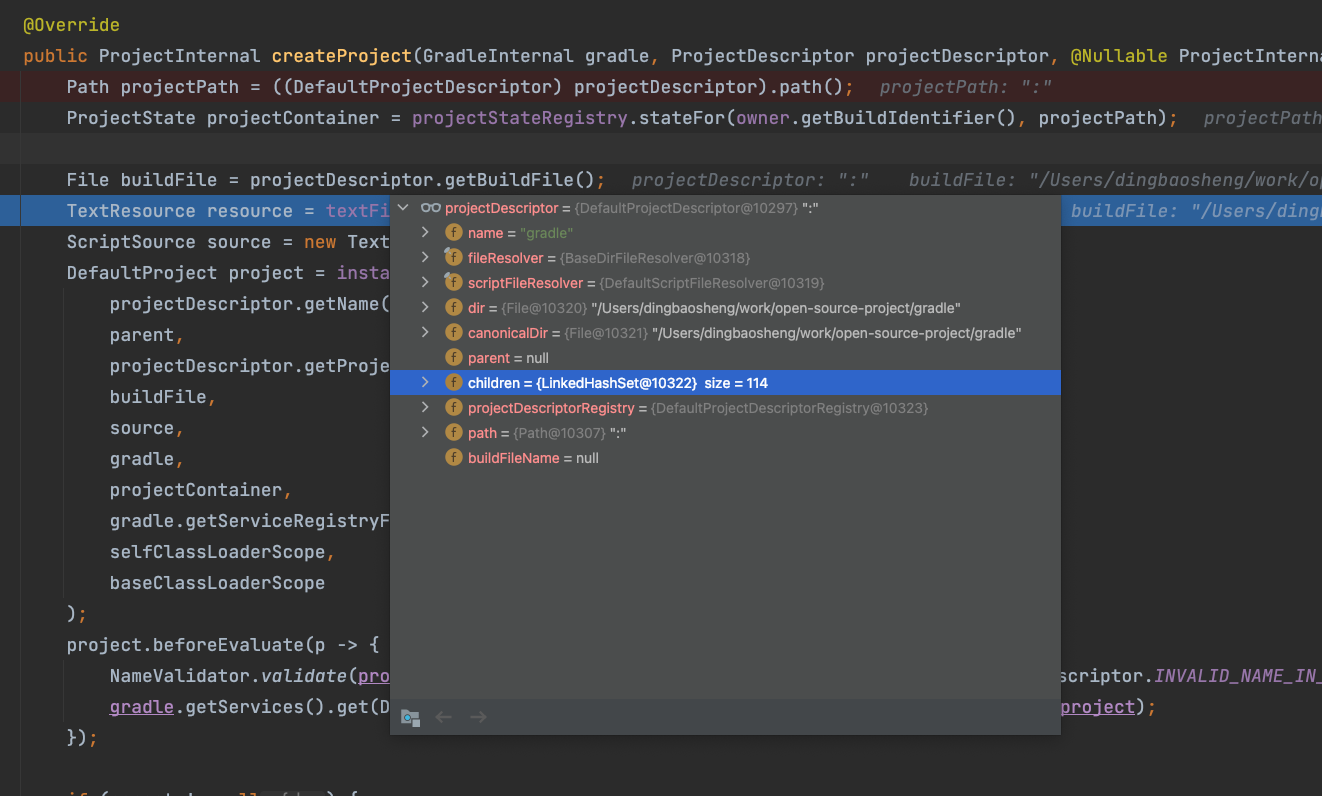 @Override
public ProjectInternal createProject(GradleInternal gradle, ProjectDescriptor projectDescriptor, @Nullable ProjectInterna
Path projectPath = ((DefaultProjectDescriptor) projectDescriptor).path(); projectPath: ":"
ProjectState projectContainer = projectStateRegistry.stateFor(owner.getBuildIdentifier(), projectPath); projectPath
File buildFile = projectDescriptor.getBuildFile(); projectDescriptor: ":" buildFile: "/Users/dingbaosheng/work/op
TextResource resource = textFi buildFile: "/Users/ding
ScriptSource source = new Text
DefaultProject project = insta
projectDescriptor.getName(
parent,
projectDescriptor.getProje
buildFile,
source,
gradle,
projectContainer,
gradle.getServiceRegistryF
selfClassLoaderScope,
baseClassLoaderScope
);
project.beforeEvaluate(p -> {
NameValidator.validate(pro scriptor.INVALID_NAME_IN_
gradle.getServices().get(D project);
});
projectDescriptor = {DefaultProjectDescriptor@10297} ":"
f name = "gradle"
f fileResolver = {BaseDirFileResolver@10318}
f scriptFileResolver = {DefaultScriptFileResolver@10319}
f dir = {File@10320} "/Users/dingbaosheng/work/open-source-project/gradle"
f canonicalDir = {File@10321} "/Users/dingbaosheng/work/open-source-project/gradle"
f parent = null
f children = {LinkedHashSet@10322} size = 114
f projectDescriptorRegistry = {DefaultProjectDescriptorRegistry@10323}
f path = {Path@10307} ":"
f buildFileName = null